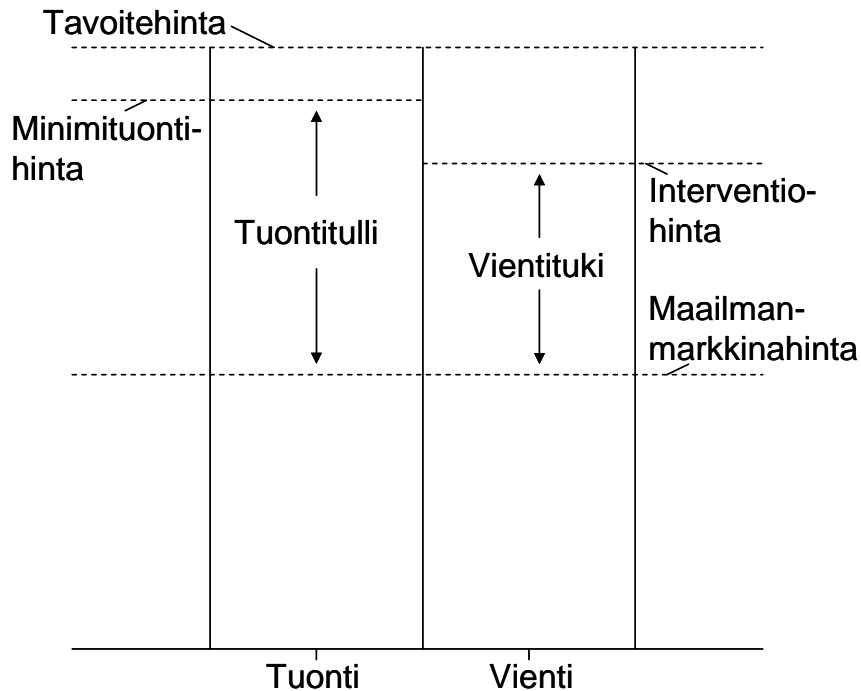 Tavoitehinta
Minimituonti-
hinta
Interventio-
hinta
Tuontitulli
Vientituki
Maailman-
markkinahinta
Tuonti
Vienti